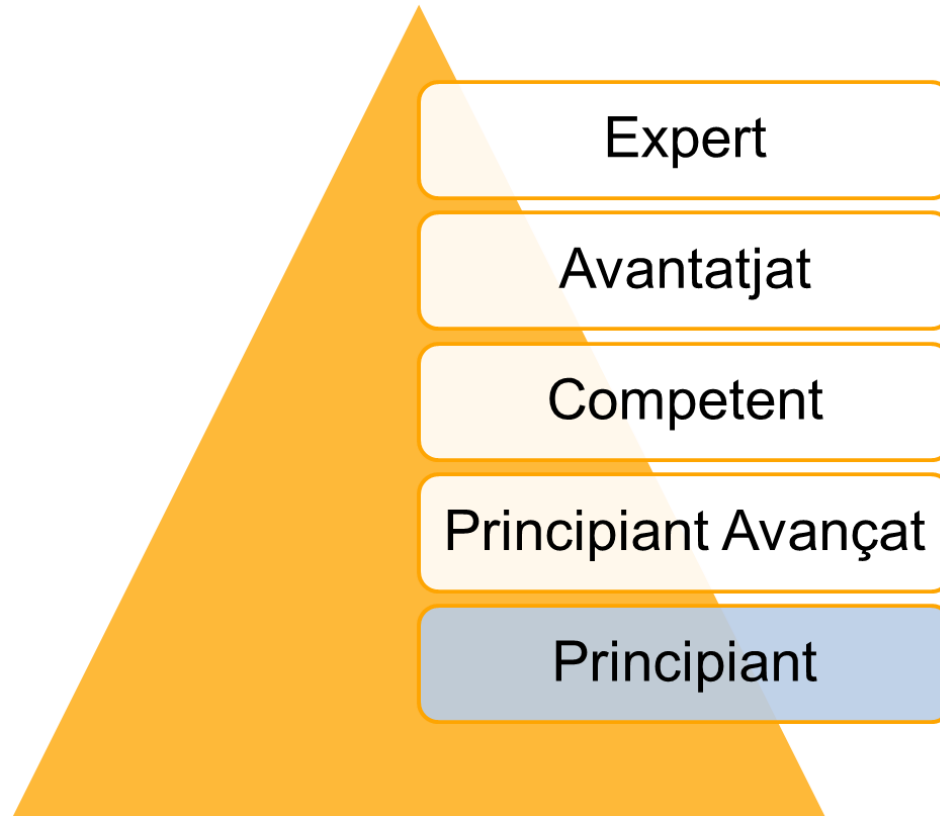 Expert
Avantatjat
Competent
Principiant Avançat
Principiant